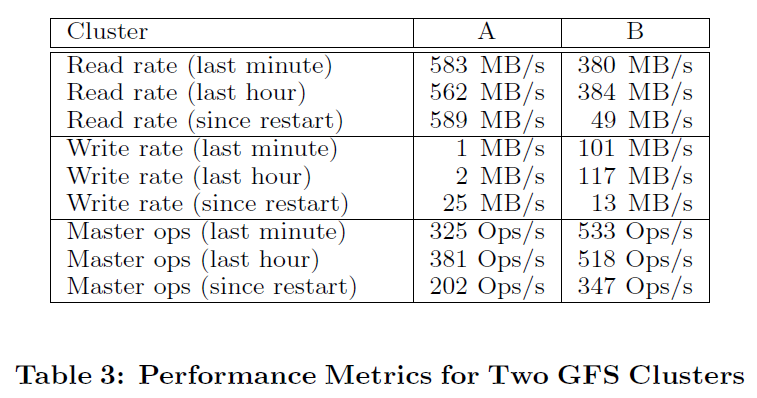 Cluster A B
Read rate (last minute) 583 MB/s 380 MB/s
Read rate (last hour) 562 MB/s 384 MB/s
Read rate (since restart) 589 MB/s 49 MB/s
Write rate (last minute) 1 MB/s 101 MB/s
Write rate (last hour) 2 MB/s 117 MB/s
Write rate (since restart) 25 MB/s 13 MB/s
Master ops (last minute) 325 Ops/s 533 Ops/s
Master ops (last hour) 381 Ops/s 518 Ops/s
Master ops (since restart) 202 Ops/s 347 Ops/s
Table 3: Performance Metrics for Two GFS Clusters